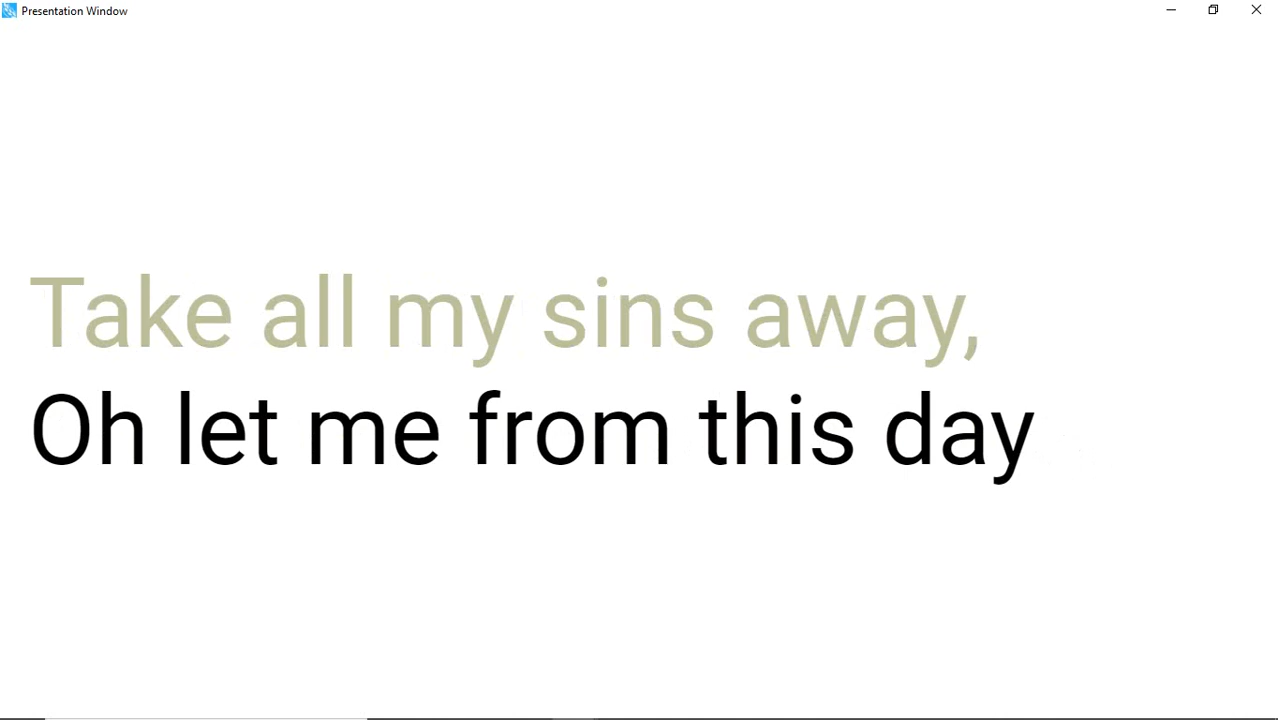 Presentation Window
Take all my sins away,
Oh let me from this day